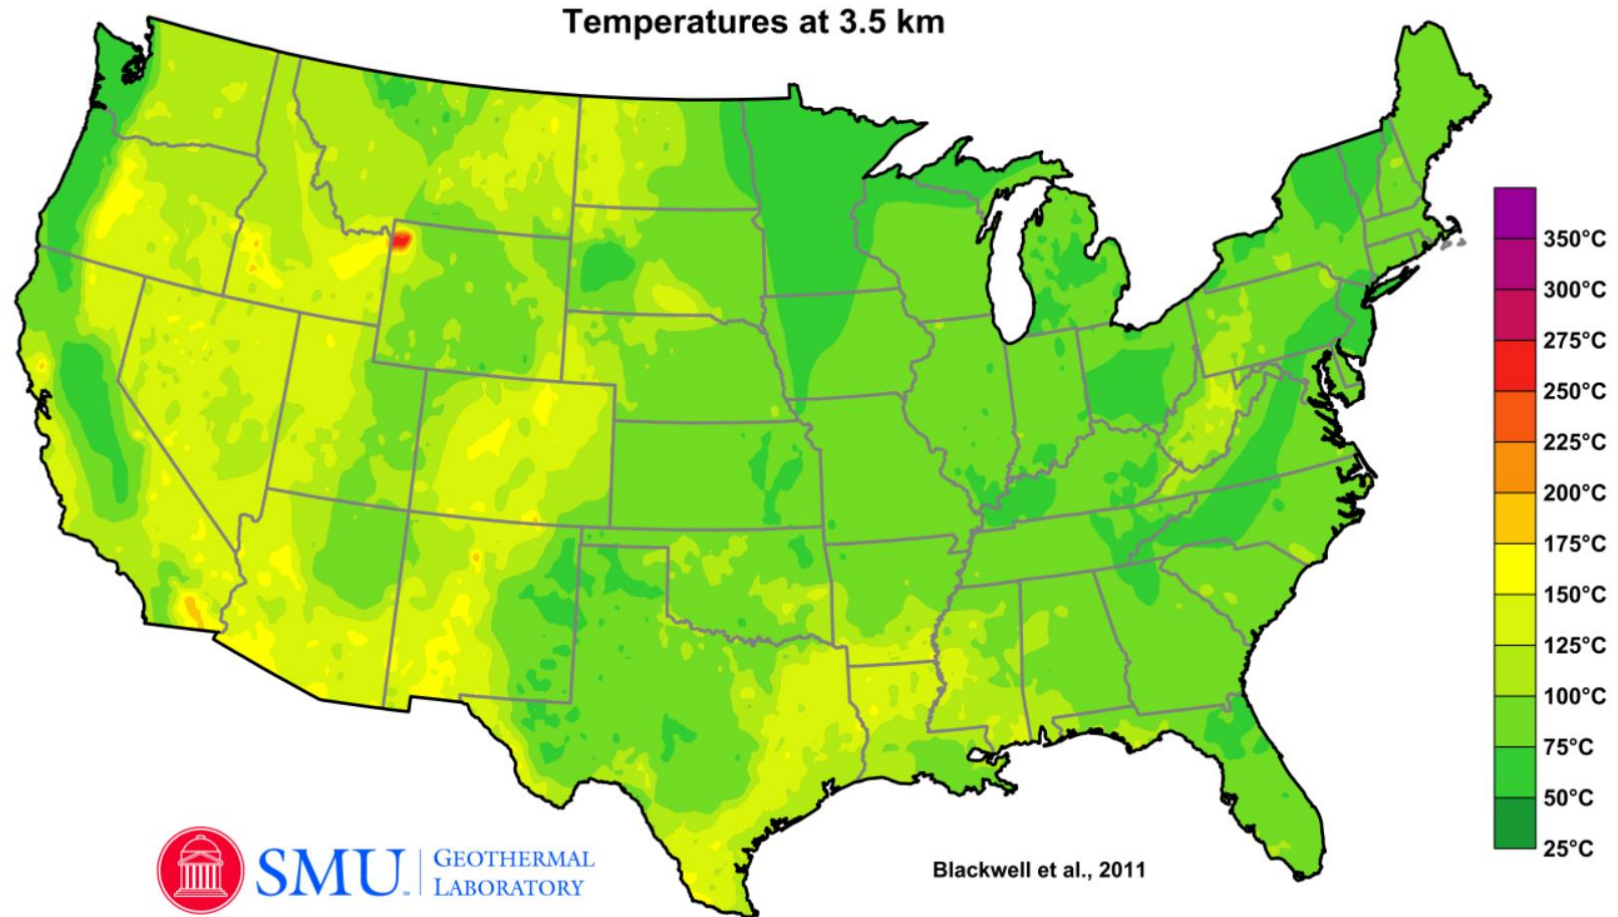 Temperatures at 3.5 km
350°C
300°C
275°C
250°C
225°C
200°C
175°C
150°C
125°C
100°C
75°C
50°C
25°C
SMU
GEOTHERMAL
LABORATORY
Blackwell et al., 2011